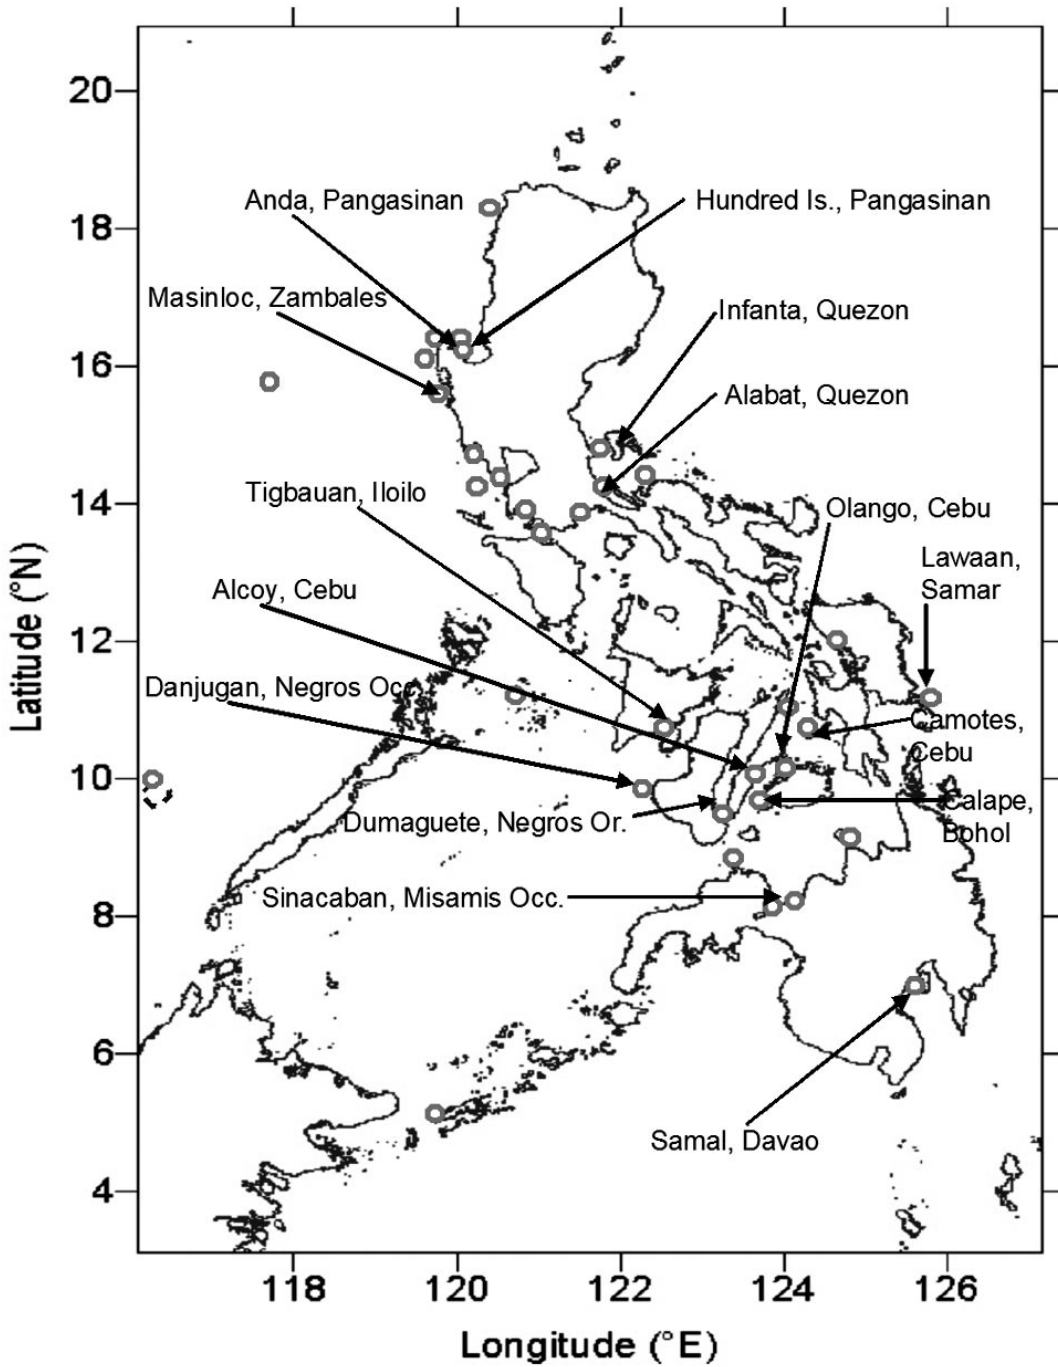 20
Anda, Pangasinan
Hundred Is., Pangasinan
18
Masinloc, Zambales
Infanta, Quezon
16
Alabat, Quezon
Tigbauan, Iloilo
14
Olango, Cebu
Lawaan,
Samar
Alcoy, Cebu
12
Danjugan, Negros Occ.
Camotes,
Cebu
10
Calape,
Bohol
Dumaguete, Negros Or.
Sinacaban, Misamis Occ.
8
6
Samal, Davao
4
Latitude (°N)
118
120
122
124
126
Longitude (°E)